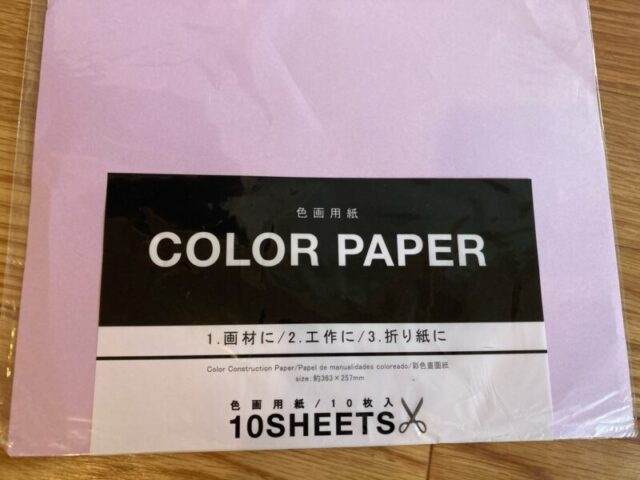 色画用紙
COLOR PAPER
1.画材に/2.工作に/3.折り紙に
Color Construction Paper/Papel de manualidades coloreado/彩色畫圖紙
size:約363×257mm
色画用紙/10枚入
10SHEETS